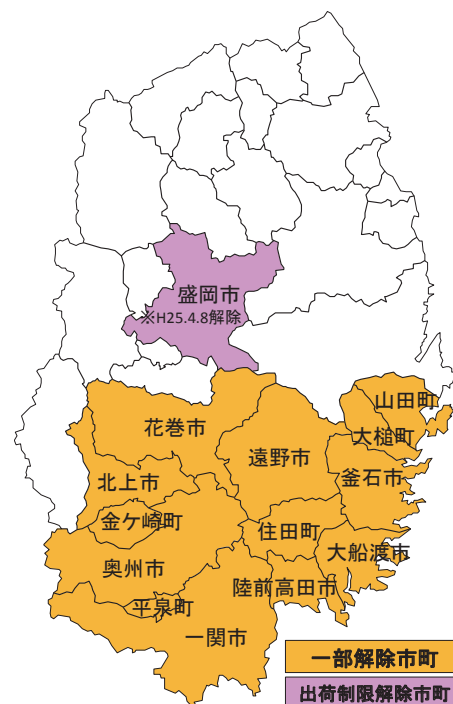 盛岡市
※H25.4.8解除
山田町
大槌町
花巻市
遠野市
釜石市
北上市
金ケ崎町
住田町
大船渡市
奥州市
陸前高田市
平泉町
一関市
一部解除市町
出荷制限解除市町